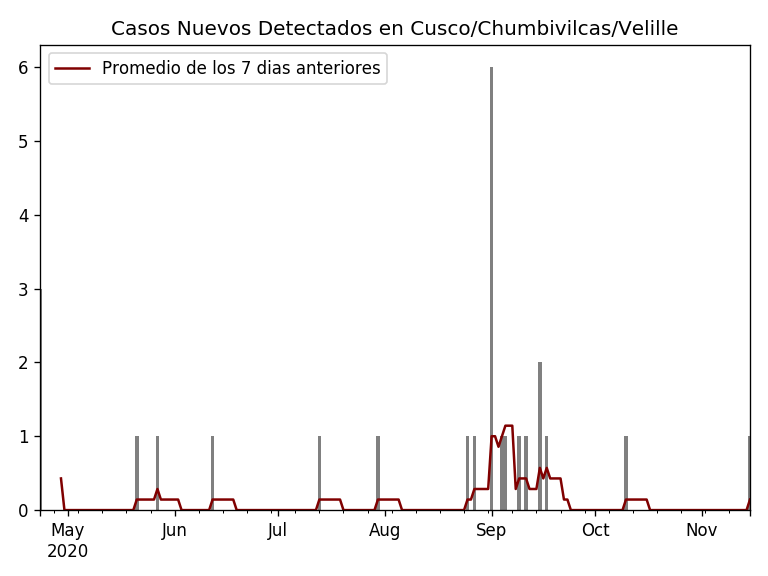 Casos Nuevos Detectados en Cusco/Chumbivilcas/Velille
Promedio de los 7 dias anteriores
6
5
4
3
2
1
0
May Jun Jul Aug Sep Oct Nov
2020